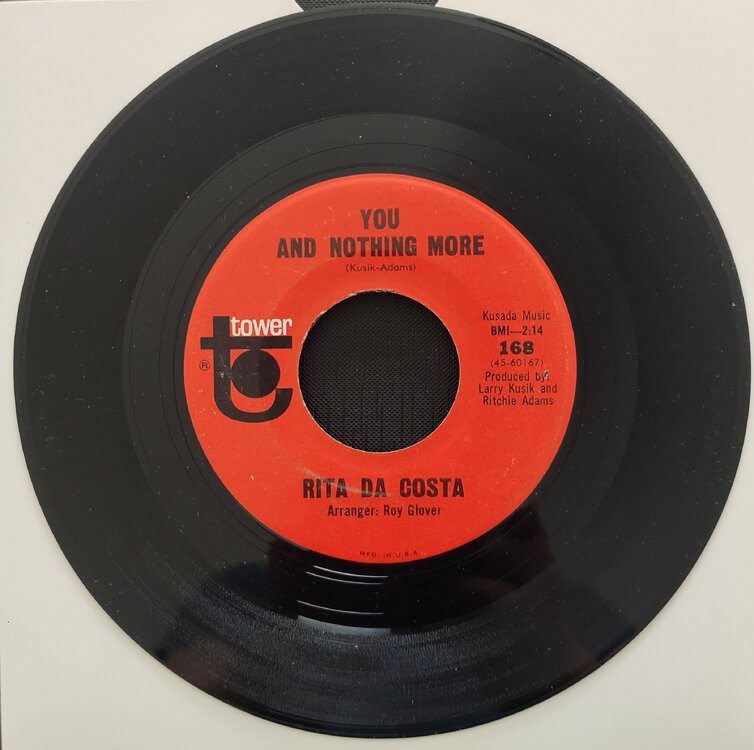 YOU
AND NOTHING MORE
(Kusik-Adams)
tower
®
Kusada Music
BMI—2:14
168
(45-60167)
Produced by:
Larry Kusik and
Ritchie Adams
RITA DA COSTA
Arranger: Roy Glover
MFD. IN U.S.A.